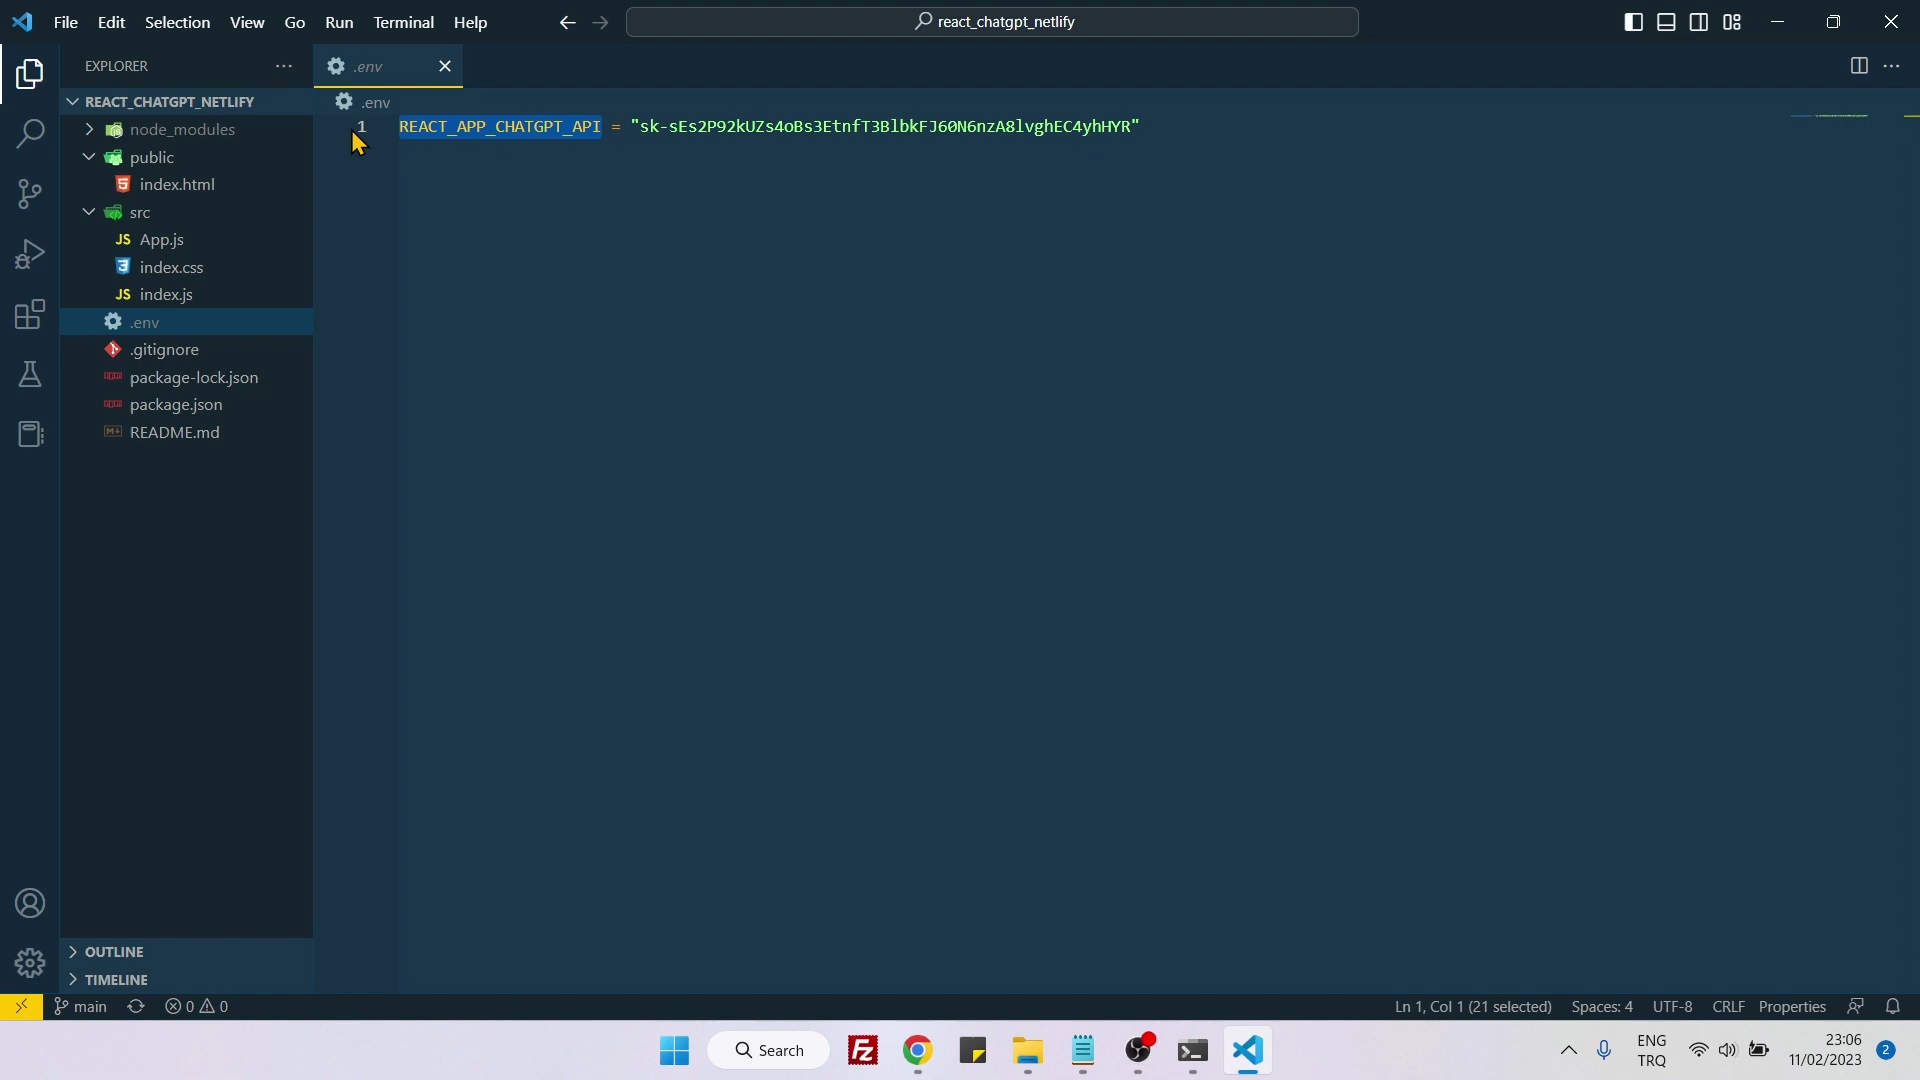 File Edit Selection View Go Run Terminal Help
react_chatgpt_netlify
EXPLORER
.env
REACT_CHATGPT_NETLIFY
.env
node_modules
1 REACT_APP_CHATGPT_API = "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"
public
index.html
src
JS App.js
index.css
JS index.js
.env
.gitignore
package-lock.json
package.json
README.md
OUTLINE
TIMELINE
main 0 0 Ln 1, Col 1 (21 selected) Spaces: 4 UTF-8 CRLF Properties
Search
ENG
TRQ
23:06
11/02/2023
2